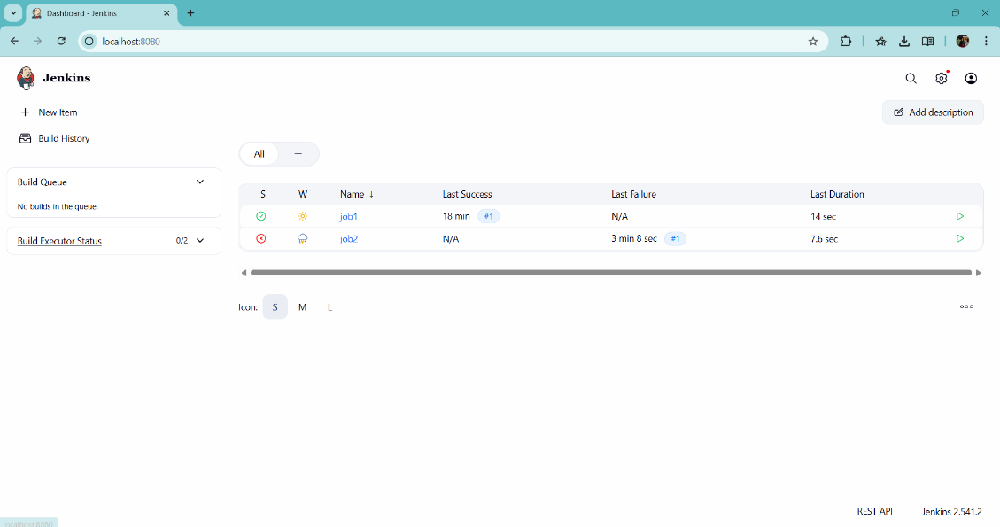 Dashboard - Jenkins
localhost:8080
Jenkins
New Item
Add description
Build History
All
Build Queue
No builds in the queue.
Build Executor Status 0/2
S W Name ↓ Last Success Last Failure Last Duration
job1 18 min #1 N/A 14 sec
job2 N/A 3 min 8 sec #1 7.6 sec
Icon: S M L
REST API Jenkins 2.541.2
localhost:8080